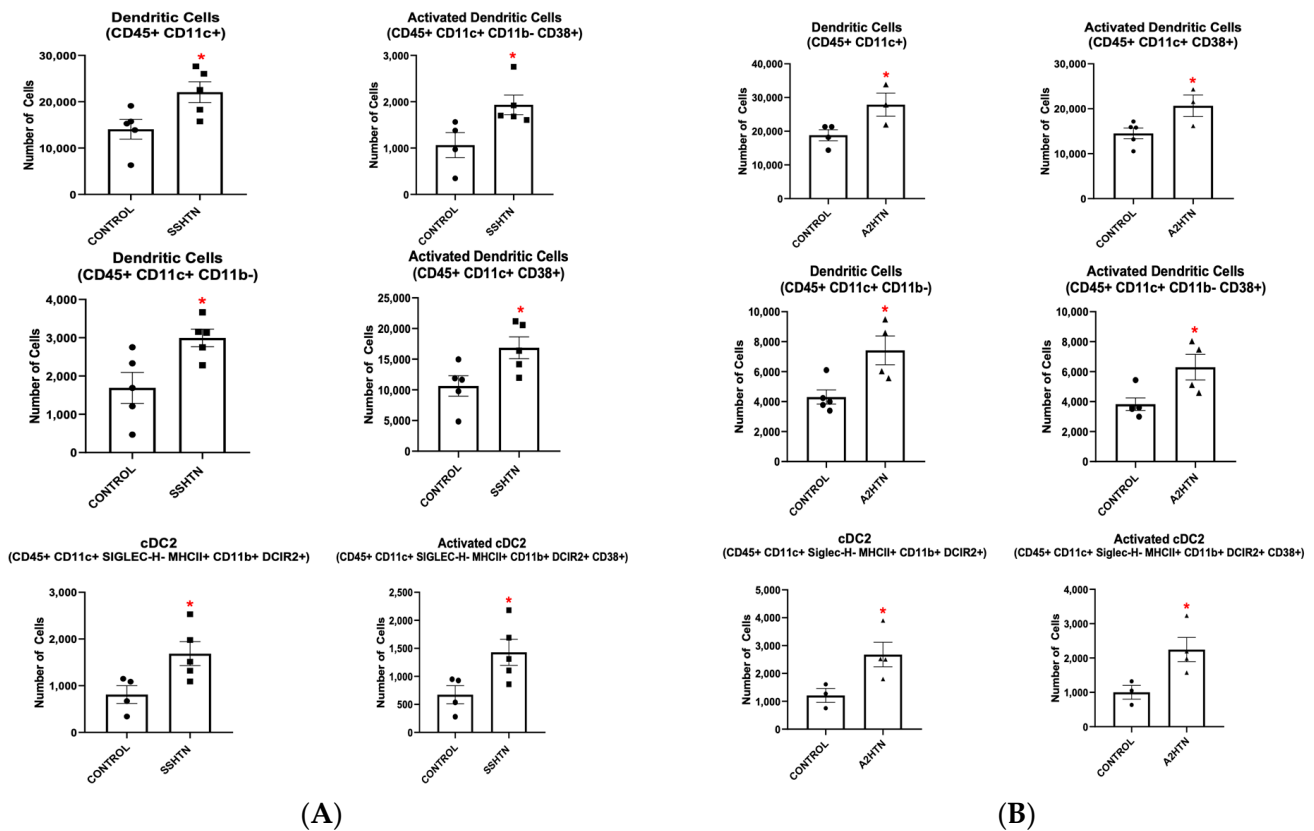 Dendritic Cells
(CD45+ CD11c+)
*
30,000
20,000
10,000
0
Number of Cells
CONTROL
SSHTN
Activated Dendritic Cells
(CD45+ CD11c+ CD11b- CD38+)
*
3,000
2,000
1,000
0
Number of Cells
CONTROL
SSHTN
Dendritic Cells
(CD45+ CD11c+ CD11b-)
*
4,000
3,000
2,000
1,000
0
Number of Cells
CONTROL
SSHTN
Activated Dendritic Cells
(CD45+ CD11c+ CD38+)
*
25,000
20,000
15,000
10,000
5,000
0
Number of Cells
CONTROL
SSHTN
cDC2
(CD45+ CD11c+ SIGLEC-H- MHCII+ CD11b+ DCIR2+)
*
3,000
2,000
1,000
0
Number of Cells
CONTROL
SSHTN
Activated cDC2
(CD45+ CD11c+ SIGLEC-H- MHCII+ CD11b+ DCIR2+ CD38+)
*
2,500
2,000
1,500
1,000
500
0
Number of Cells
CONTROL
SSHTN
(A)
Dendritic Cells
(CD45+ CD11c+)
*
40,000
30,000
20,000
10,000
0
Number of Cells
CONTROL
A2HTN
Activated Dendritic Cells
(CD45+ CD11c+ CD38+)
*
30,000
20,000
10,000
0
Number of Cells
CONTROL
A2HTN
Dendritic Cells
(CD45+ CD11c+ CD11b-)
*
10,000
8,000
6,000
4,000
2,000
0
Number of Cells
CONTROL
A2HTN
Activated Dendritic Cells
(CD45+ CD11c+ CD11b- CD38+)
*
10,000
8,000
6,000
4,000
2,000
0
Number of Cells
CONTROL
A2HTN
cDC2
(CD45+ CD11c+ Siglec-H- MHCII+ CD11b+ DCIR2+)
*
5,000
4,000
3,000
2,000
1,000
0
Number of Cells
CONTROL
A2HTN
Activated cDC2
(CD45+ CD11c+ Siglec-H- MHCII+ CD11b+ DCIR2+ CD38+)
*
4,000
3,000
2,000
1,000
0
Number of Cells
CONTROL
A2HTN
(B)